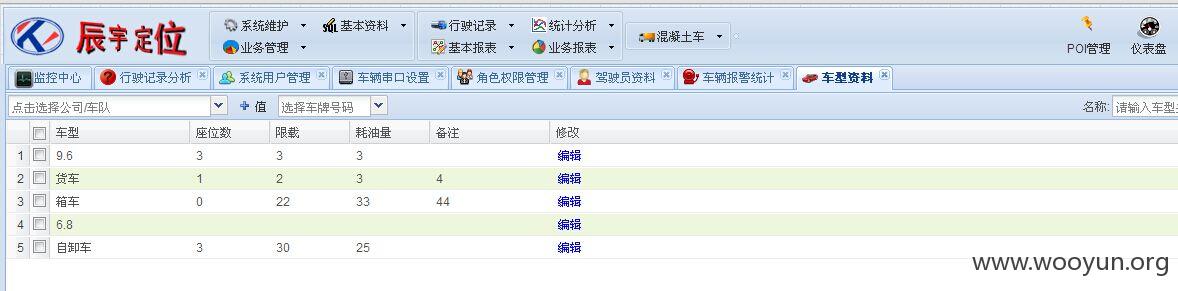 辰宇定位
系统维护 SQL 基本资料 行驶记录 统计分析 混凝土车 POI管理 仪表盘
业务管理 基本报表 业务报表
监控中心 行驶记录分析 系统用户管理 车辆串口设置 角色权限管理 驾驶员资料 车辆报警统计 车型资料
点击选择公司/车队 值 选择车牌号码 名称: 请输入车型
车型 座位数 限载 耗油量 备注 修改
1 9.6 3 3 3 编辑
2 货车 1 2 3 4 编辑
3 箱车 0 22 33 44 编辑
4 6.8 编辑
5 自卸车 3 30 25 编辑
www.wooyun.org